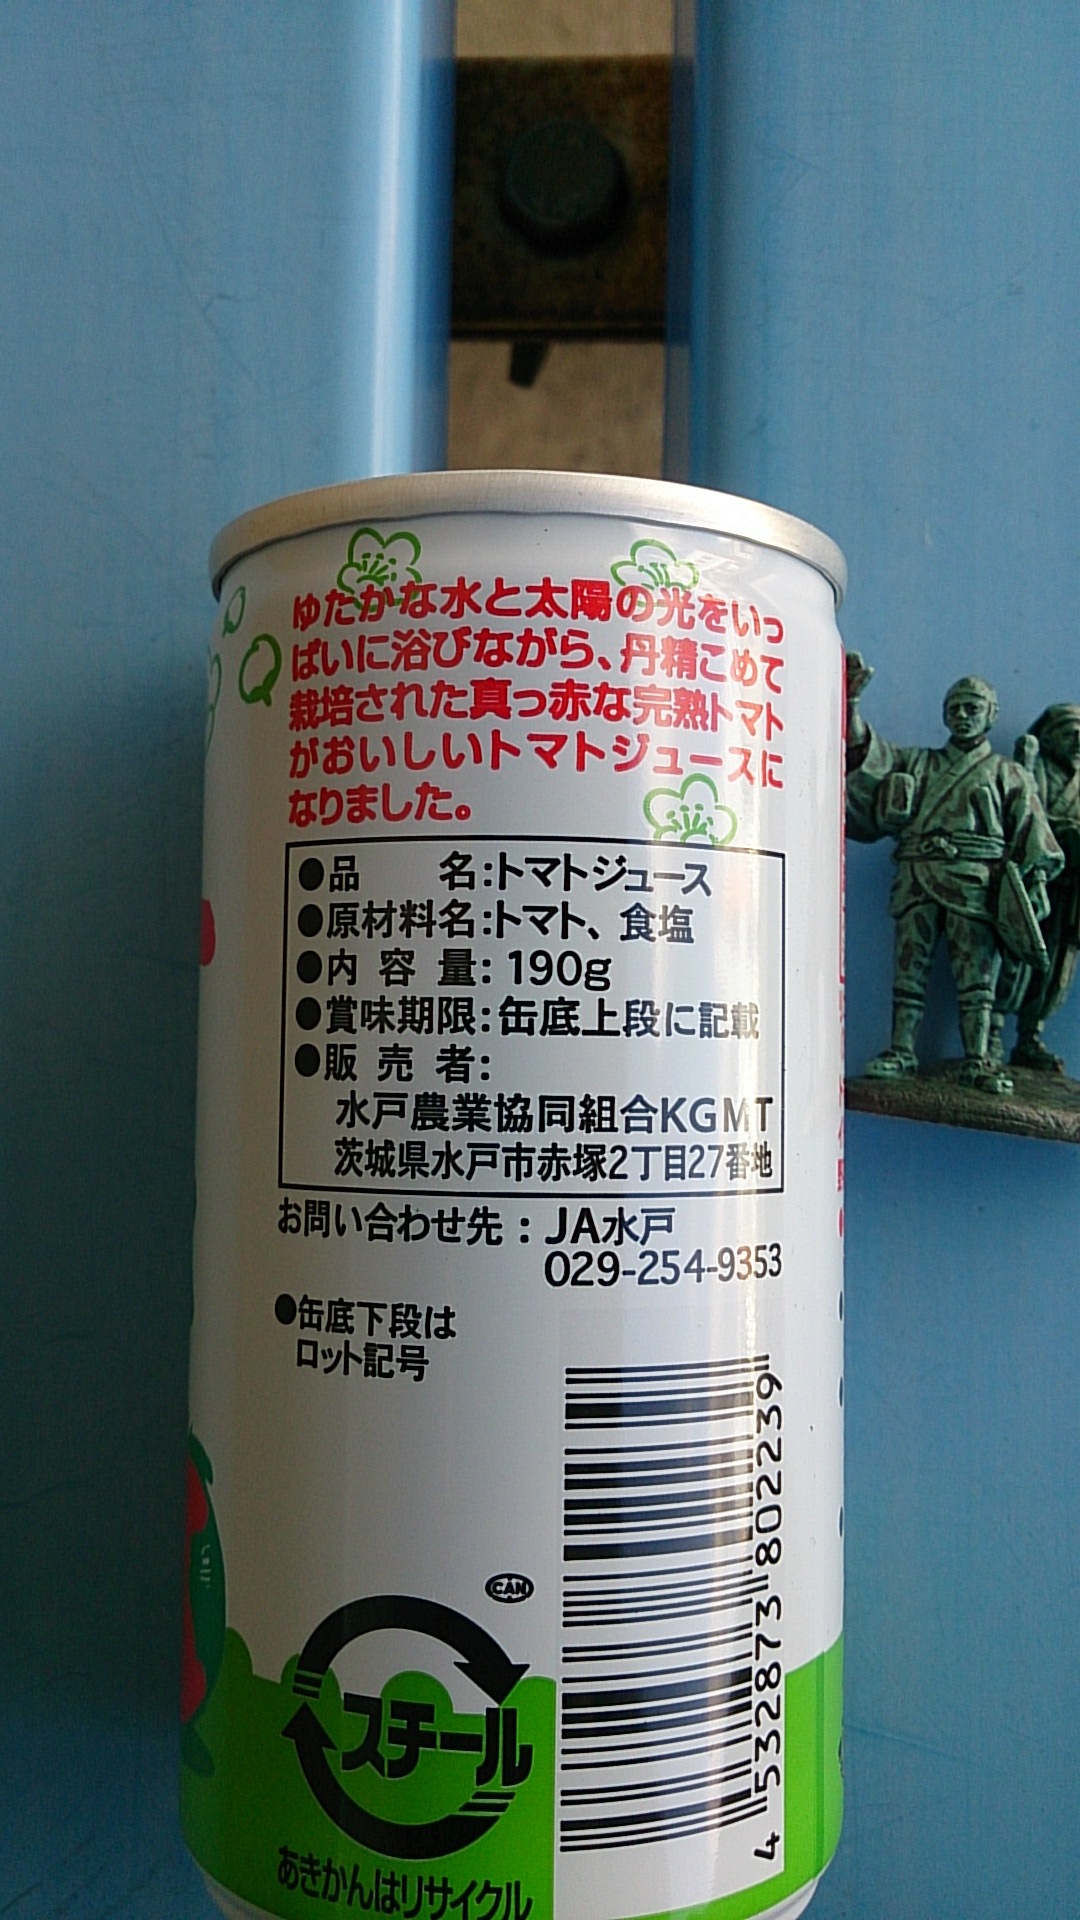 ゆたかな水と太陽の光をいっ
ぱいに浴びながら、丹精こめて
栽培された真っ赤な完熟トマト
がおいしいトマトジュースに
なりました。
●品　　名:トマトジュース
●原材料名:トマト、食塩
●内 容 量: 190g
●賞味期限:缶底上段に記載
●販 売 者:
水戸農業協同組合KGMT
茨城県水戸市赤塚2丁目27番地
お問い合わせ先：JA水戸
029-254-9353
●缶底下段は
ロット記号
4 532873 802239
CAN
スチール
あきかんはリサイクル